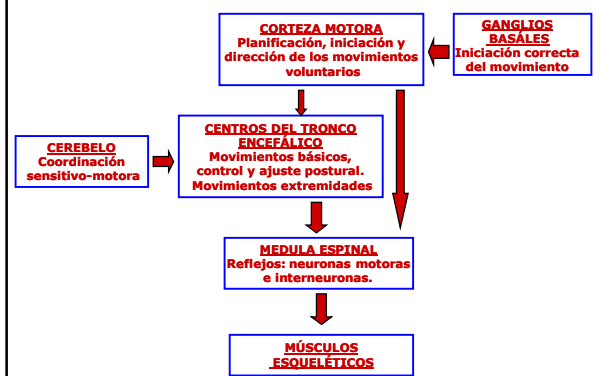 CORTEZA MOTORA
Planificación, iniciación y
dirección de los movimientos
voluntarios
GANGLIOS
BASÁLES
Iniciación correcta
del movimiento
CENTROS DEL TRONCO
ENCEFÁLICO
Movimientos básicos,
control y ajuste postural.
Movimientos extremidades
CEREBELO
Coordinación
sensitivo-motora
MEDULA ESPINAL
Reflejos: neuronas motoras
e interneuronas.
MÚSCULOS
ESQUELÉTICOS